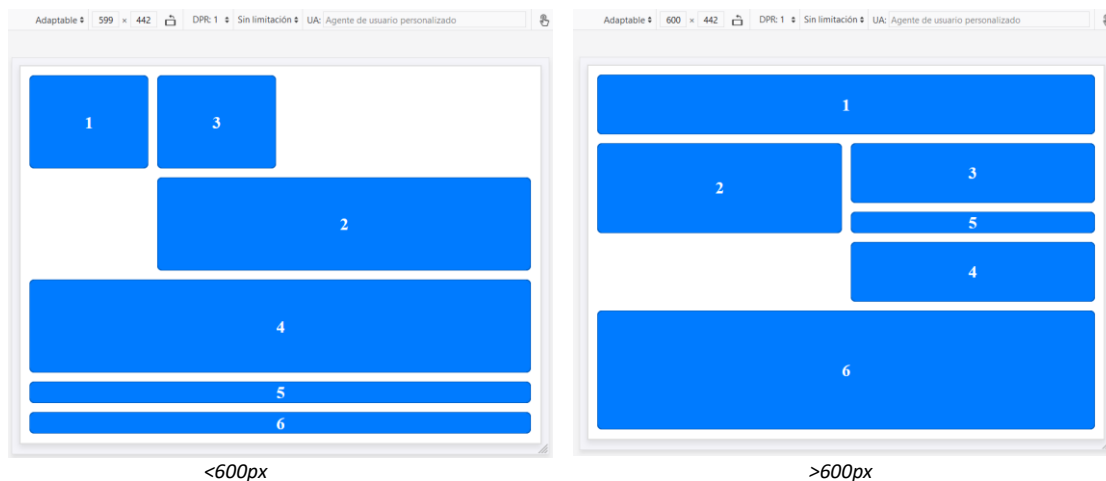 Adaptable 599 × 442 DPR: 1 Sin limitación UA: Agente de usuario personalizado
1 3
2
4
5
6
<600px
Adaptable 600 × 442 DPR: 1 Sin limitación UA: Agente de usuario personalizado
1
2 3
5
4
6
>600px